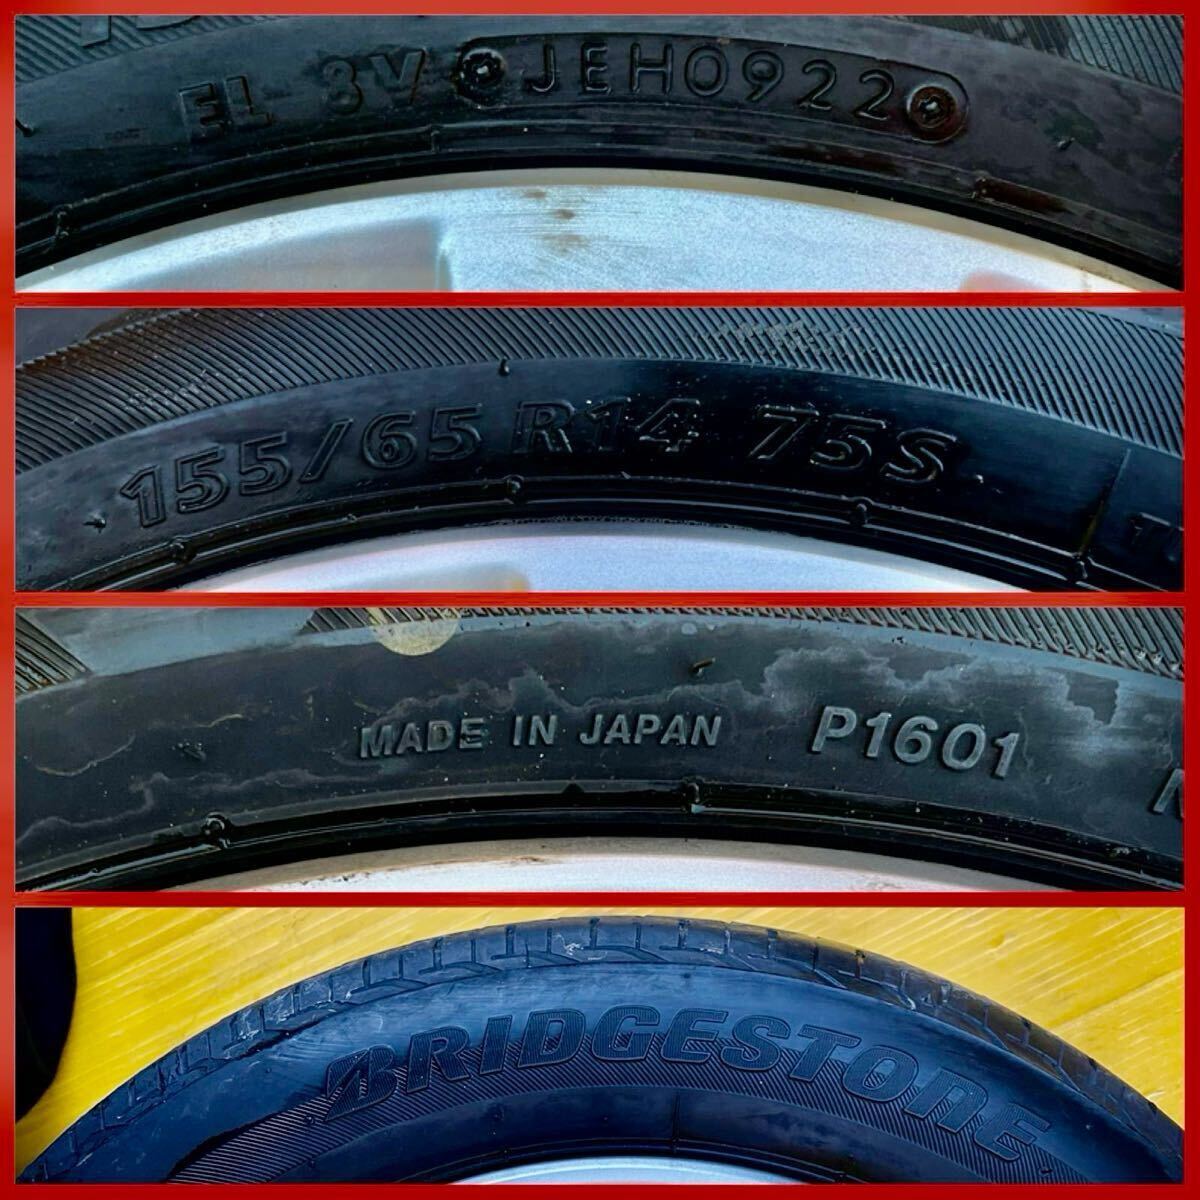 EL 3V JEH0922
155/65 R14 75S
MADE IN JAPAN P1601
BRIDGESTONE